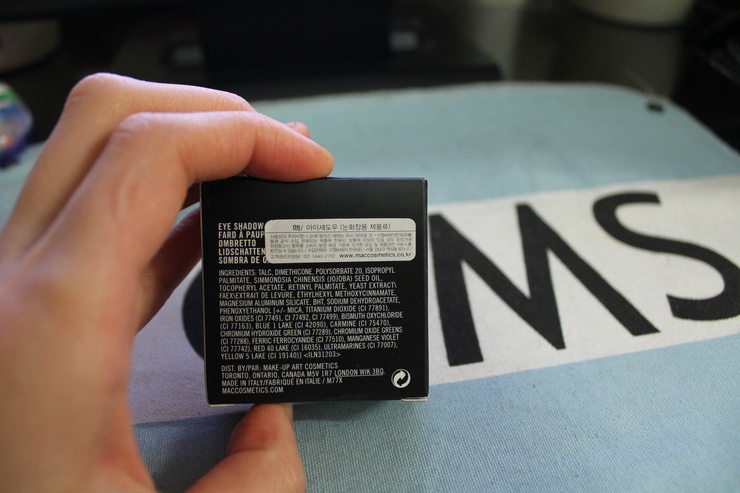 EYE SHADOW
FARD À PAUP
OMBRETTO
LIDSCHATTEN
SOMBRA DE
맥/ 아이섀도우 (눈화장용 제품류)
www.maccosmetics.co.kr
INGREDIENTS: TALC, DIMETHICONE, POLYSORBATE 20, ISOPROPYL
PALMITATE, SIMMONDSIA CHINENSIS (JOJOBA) SEED OIL,
TOCOPHERYL ACETATE, RETINYL PALMITATE, YEAST EXTRACT\
FAEX\EXTRAIT DE LEVURE, ETHYLHEXYL METHOXYCINNAMATE,
MAGNESIUM ALUMINUM SILICATE, BHT, SODIUM DEHYDROACETATE,
PHENOXYETHANOL [+/- MICA, TITANIUM DIOXIDE (CI 77891),
IRON OXIDES (CI 77491, CI 77492, CI 77499), BISMUTH OXYCHLORIDE
(CI 77163), BLUE 1 LAKE (CI 42090), CARMINE (CI 75470),
CHROMIUM HYDROXIDE GREEN (CI 77289), CHROMIUM OXIDE GREENS
(CI 77288), FERRIC FERROCYANIDE (CI 77510), MANGANESE VIOLET
(CI 77742), RED 40 LAKE (CI 16035), ULTRAMARINES (CI 77007),
YELLOW 5 LAKE (CI 19140)] <ILN31203>
DIST. BY/PAR: MAKE-UP ART COSMETICS
TORONTO, ONTARIO, CANADA M5V 1R7 LONDON W1K 3BQ.
MADE IN ITALY/FABRIQUÉ EN ITALIE / M77X
MACCOSMETICS.COM
MS